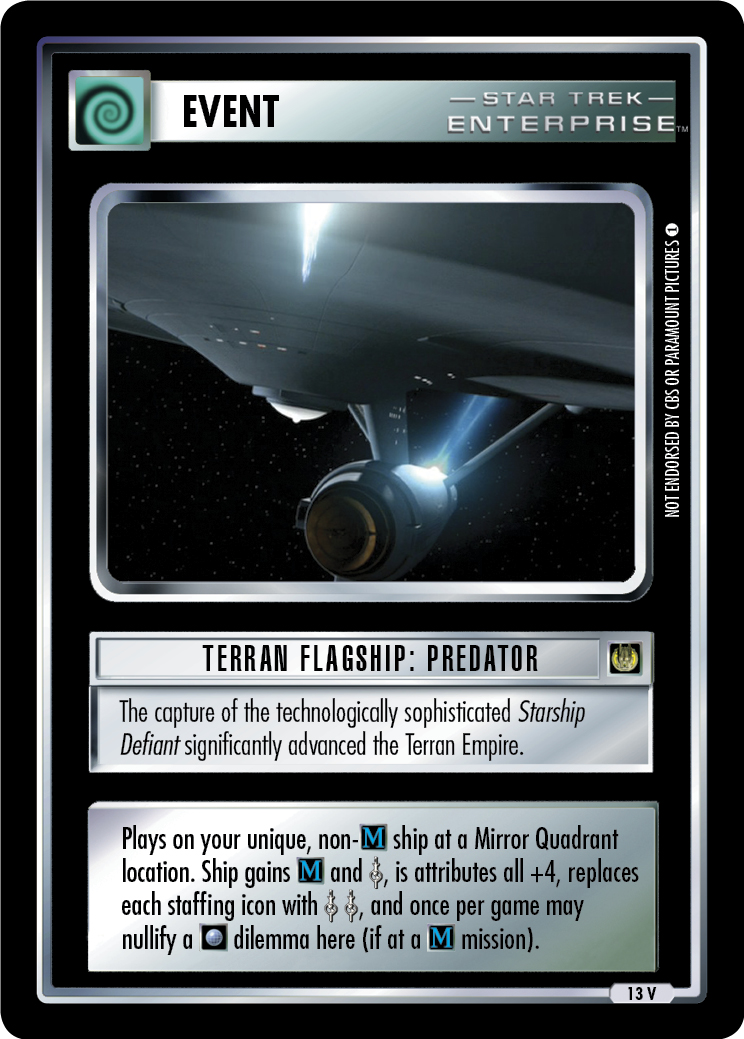 EVENT
STAR TREK
ENTERPRISE™
NOT ENDORSED BY CBS OR PARAMOUNT PICTURES 1
TERRAN FLAGSHIP: PREDATOR
The capture of the technologically sophisticated Starship
Defiant significantly advanced the Terran Empire.
Plays on your unique, non-M ship at a Mirror Quadrant
location. Ship gains M and , is attributes all +4, replaces
each staffing icon with , and once per game may
nullify a dilemma here (if at a M mission).
13 V